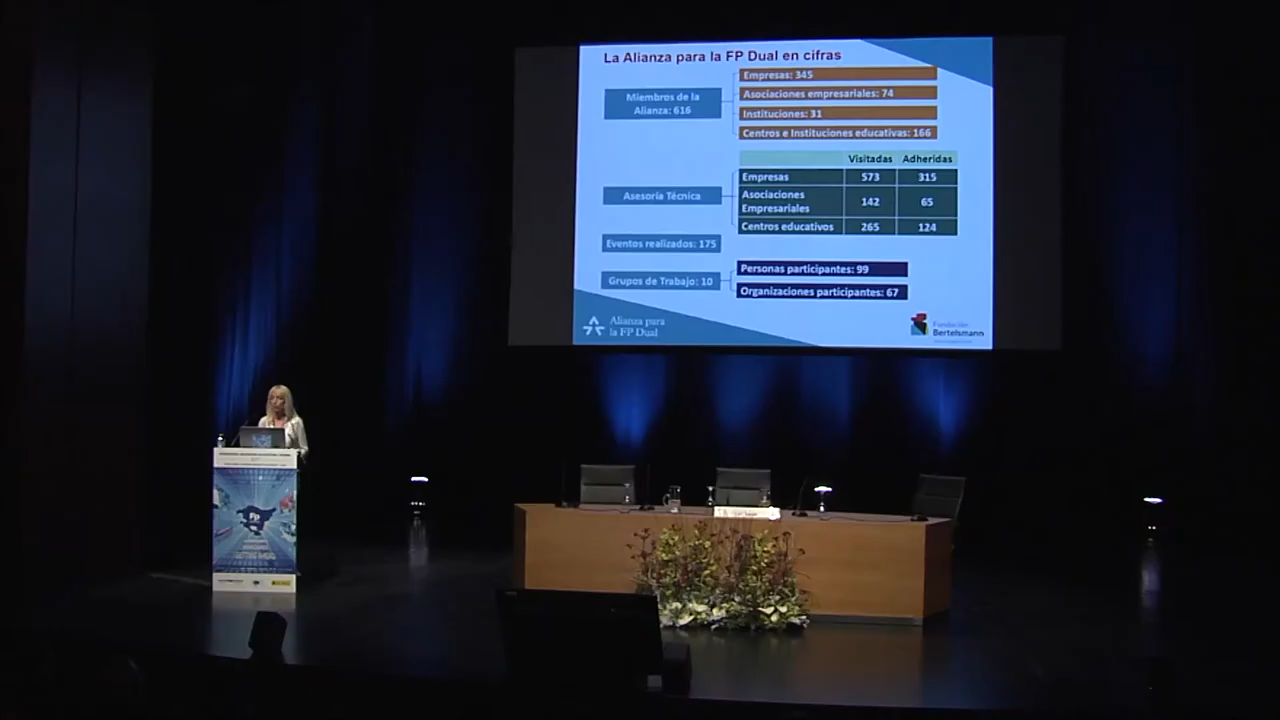 La Alianza para la FP Dual en cifras
Miembros de la
Alianza: 616
Empresas: 345
Asociaciones empresariales: 74
Instituciones: 31
Centros e Instituciones educativas: 166
Asesoría Técnica
Visitadas Adheridas
Empresas 573 315
Asociaciones
Empresariales 142 65
Centros educativos 265 124
Eventos realizados: 175
Grupos de Trabajo: 10
Personas participantes: 99
Organizaciones participantes: 67
Alianza para
la FP Dual
Fundación
Bertelsmann
FP